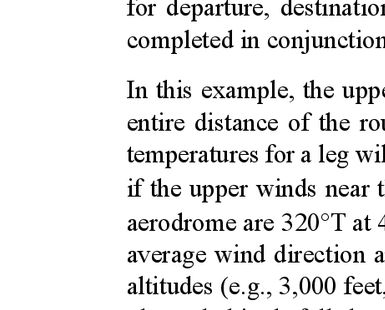 for departure, destination
completed in conjunction
In this example, the uppe
entire distance of the rou
temperatures for a leg wil
if the upper winds near t
aerodrome are 320°T at 4
average wind direction a
altitudes (e.g., 3,000 feet,